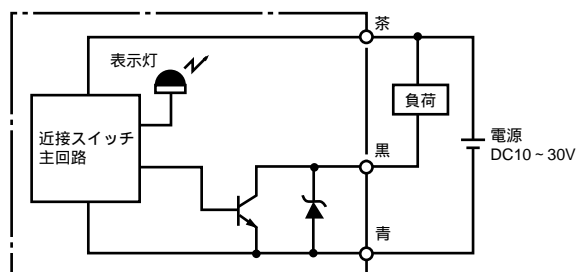 茶
表示灯
負荷
近接スイッチ
主回路
黒
電源
DC10~30V
青